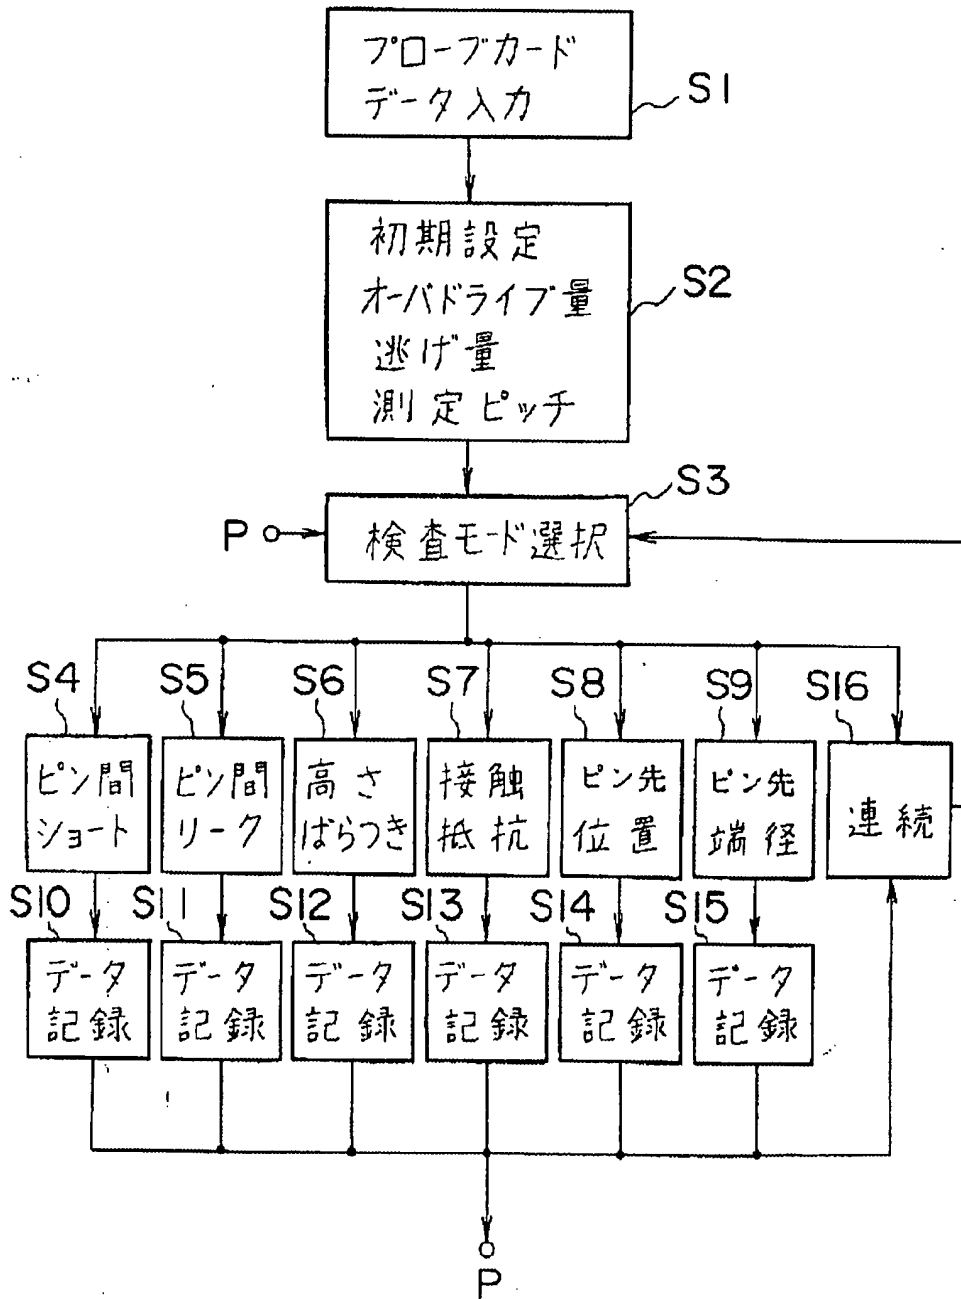 プローブカード
データ入力
S1
初期設定
オーバドライブ量
逃げ量
測定ピッチ
S2
S3
P
検査モード選択
S4
S5
S6
S7
S8
S9
S16
ピン間
ショート
ピン間
リーク
高さ
ばらつき
接触
抵抗
ピン先
位置
ピン先
端径
連続
S10
S11
S12
S13
S14
S15
データ
記録
データ
記録
データ
記録
データ
記録
データ
記録
データ
記録
P